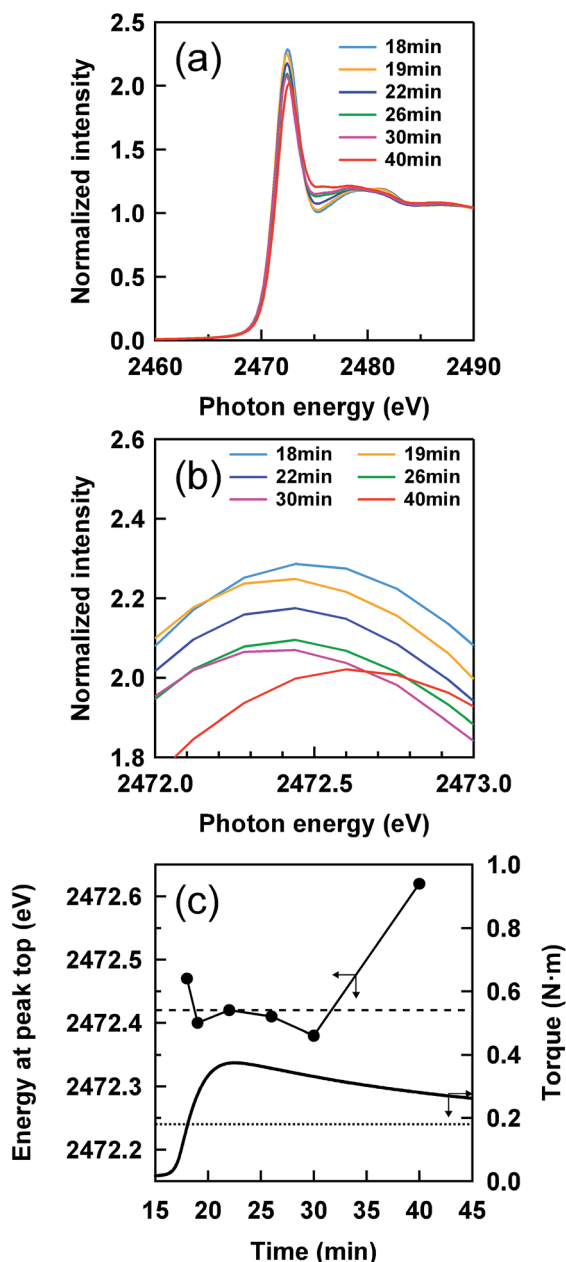 (a)
18min
19min
22min
26min
30min
40min
Normalized intensity
2.5
2.0
1.5
1.0
0.5
0.0
2460 2470 2480 2490
Photon energy (eV)
(b)
18min 19min
22min 26min
30min 40min
Normalized intensity
2.6
2.4
2.2
2.0
1.8
2472.0 2472.5 2473.0
Photon energy (eV)
(c)
Energy at peak top (eV)
2472.6
2472.5
2472.4
2472.3
2472.2
1.0
0.8
0.6
0.4
0.2
0.0
Torque (N·m)
15 20 25 30 35 40 45
Time (min)